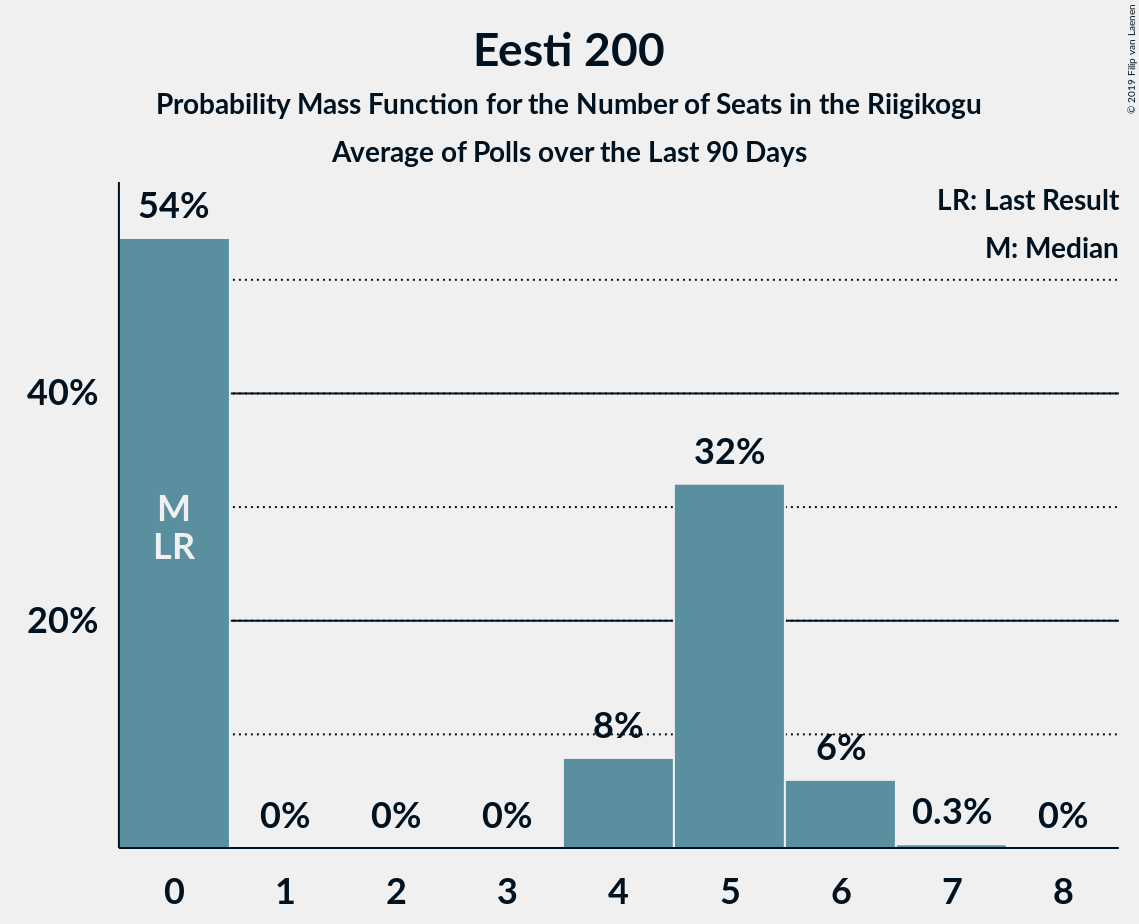 Eesti 200
Probability Mass Function for the Number of Seats in the Riigikogu
Average of Polls over the Last 90 Days
© 2019 Filip van Laenen
LR: Last Result
M: Median
54%
40%
32%
M
LR
20%
8%
6%
0%
0%
0%
0.3%
0%
0 1 2 3 4 5 6 7 8